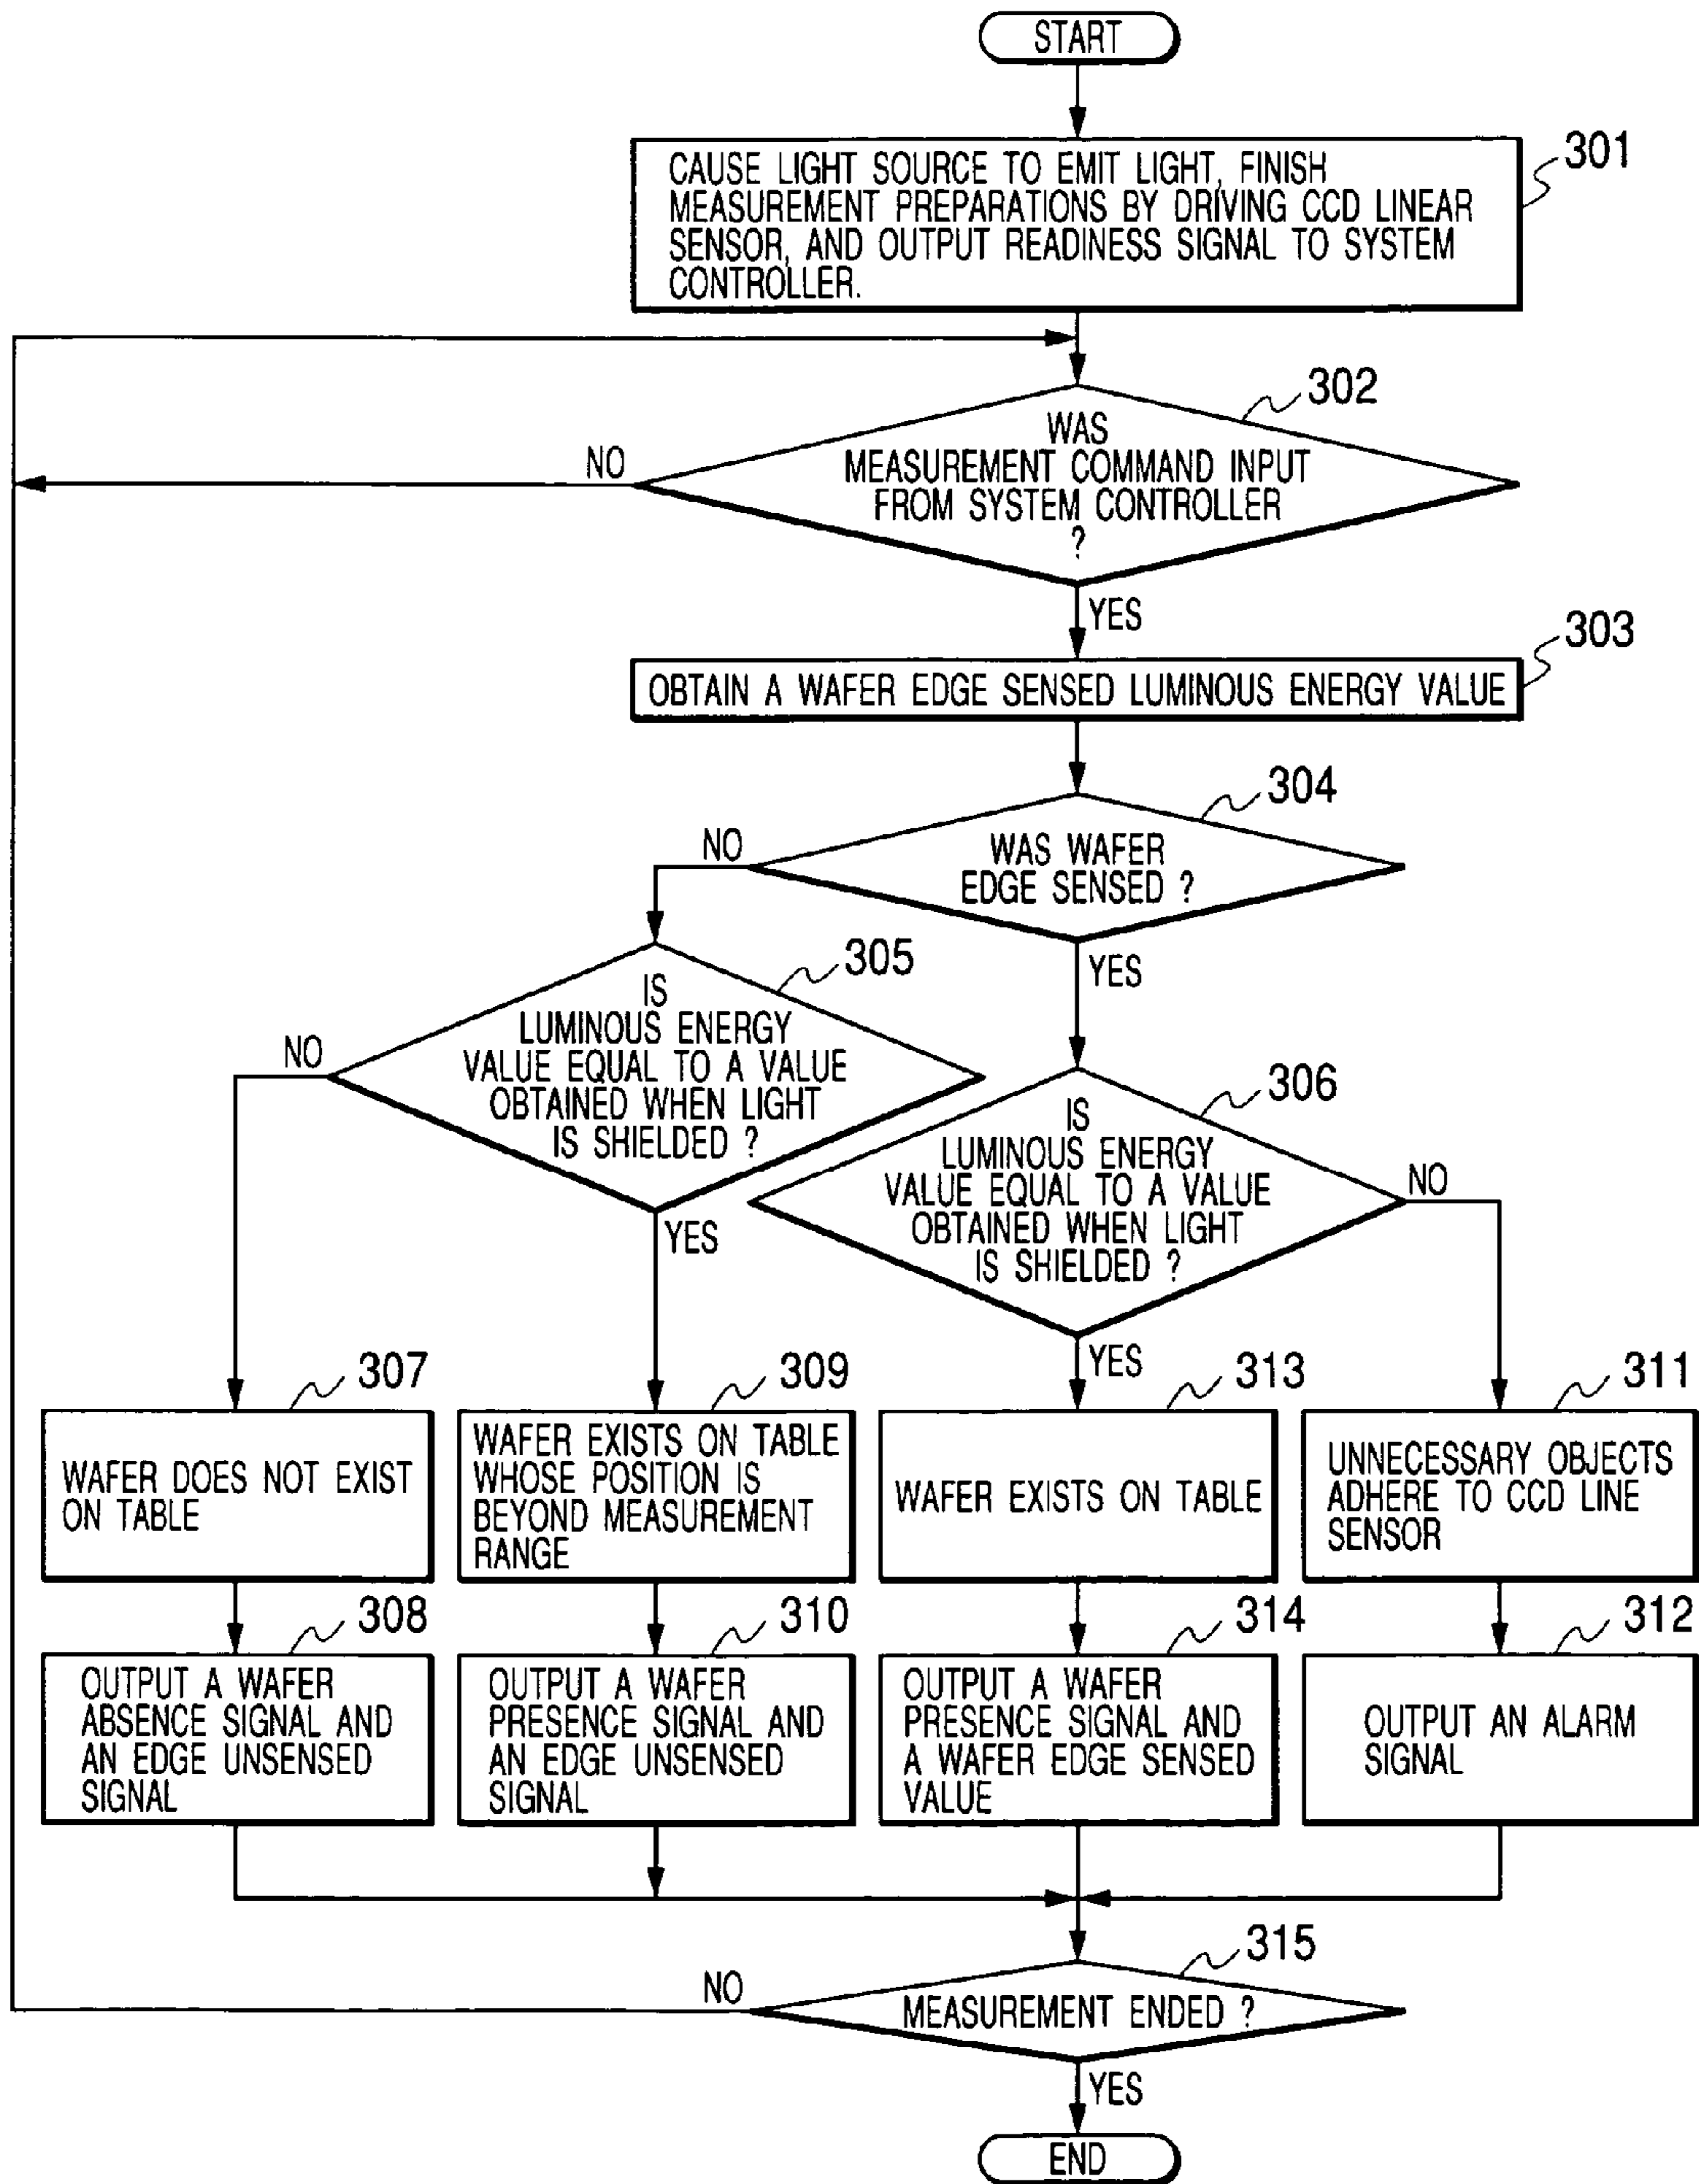 START
301
CAUSE LIGHT SOURCE TO EMIT LIGHT, FINISH
MEASUREMENT PREPARATIONS BY DRIVING CCD LINEAR
SENSOR, AND OUTPUT READINESS SIGNAL TO SYSTEM
CONTROLLER.
302
WAS
MEASUREMENT COMMAND INPUT
FROM SYSTEM CONTROLLER
?
NO
YES
303
OBTAIN A WAFER EDGE SENSED LUMINOUS ENERGY VALUE
304
WAS WAFER
EDGE SENSED ?
NO
YES
305
IS
LUMINOUS ENERGY
VALUE EQUAL TO A VALUE
OBTAINED WHEN LIGHT
IS SHIELDED ?
NO
YES
306
IS
LUMINOUS ENERGY
VALUE EQUAL TO A VALUE
OBTAINED WHEN LIGHT
IS SHIELDED ?
NO
YES
307
WAFER DOES NOT EXIST
ON TABLE
309
WAFER EXISTS ON TABLE
WHOSE POSITION IS
BEYOND MEASUREMENT
RANGE
313
WAFER EXISTS ON TABLE
311
UNNECESSARY OBJECTS
ADHERE TO CCD LINE
SENSOR
308
OUTPUT A WAFER
ABSENCE SIGNAL AND
AN EDGE UNSENSED
SIGNAL
310
OUTPUT A WAFER
PRESENCE SIGNAL AND
AN EDGE UNSENSED
SIGNAL
314
OUTPUT A WAFER
PRESENCE SIGNAL AND
A WAFER EDGE SENSED
VALUE
312
OUTPUT AN ALARM
SIGNAL
315
MEASUREMENT ENDED ?
NO
YES
END